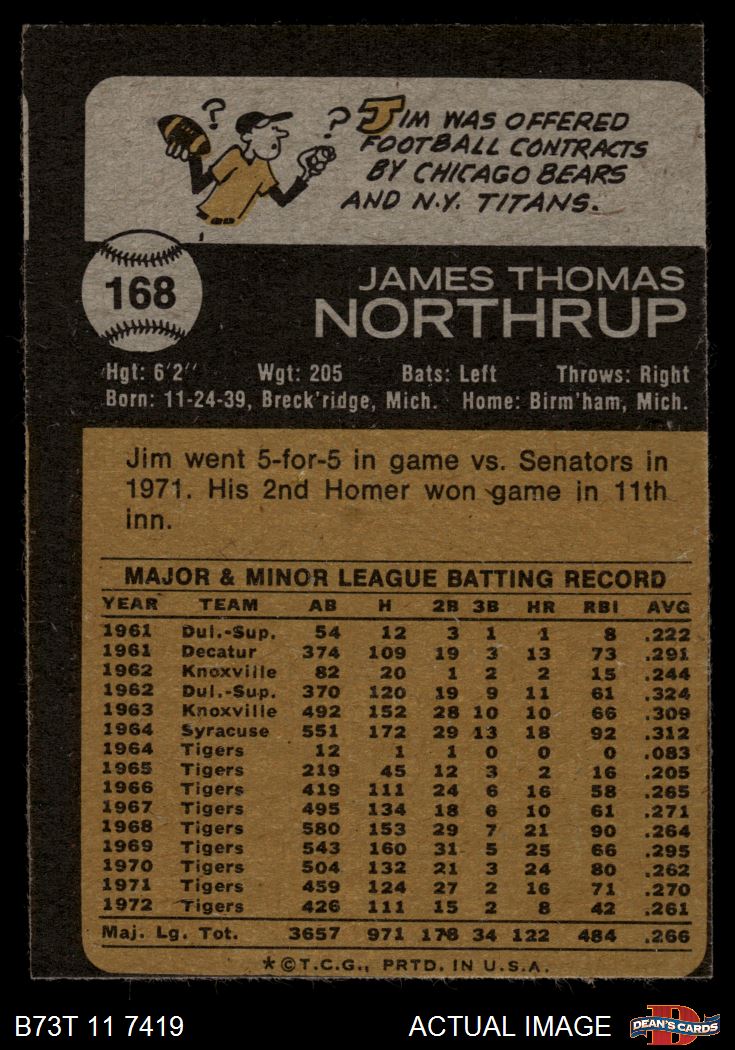 ? ? JIM WAS OFFERED
FOOTBALL CONTRACTS
BY CHICAGO BEARS
AND N.Y. TITANS.
168
JAMES THOMAS
NORTHRUP
Hgt: 6'2" Wgt: 205 Bats: Left Throws: Right
Born: 11-24-39, Breck'ridge, Mich. Home: Birm'ham, Mich.
Jim went 5-for-5 in game vs. Senators in
1971. His 2nd Homer won game in 11th
inn.
MAJOR & MINOR LEAGUE BATTING RECORD
YEAR TEAM AB H 2B 3B HR RBI AVG
1961 Dul.-Sup. 54 12 3 1 1 8 .222
1961 Decatur 374 109 19 3 13 73 .291
1962 Knoxville 82 20 1 2 2 15 .244
1962 Dul.-Sup. 370 120 19 9 11 61 .324
1963 Knoxville 492 152 28 10 10 66 .309
1964 Syracuse 551 172 29 13 18 92 .312
1964 Tigers 12 1 1 0 0 0 .083
1965 Tigers 219 45 12 3 2 16 .205
1966 Tigers 419 111 24 6 16 58 .265
1967 Tigers 495 134 18 6 10 61 .271
1968 Tigers 580 153 29 7 21 90 .264
1969 Tigers 543 160 31 5 25 66 .295
1970 Tigers 504 132 21 3 24 80 .262
1971 Tigers 459 124 27 2 16 71 .270
1972 Tigers 426 111 15 2 8 42 .261
Maj. Lg. Tot. 3657 971 178 34 122 484 .266
* © T.C.G., PRTD. IN U.S.A.
B73T 11 7419 ACTUAL IMAGE D DEAN'S CARDS